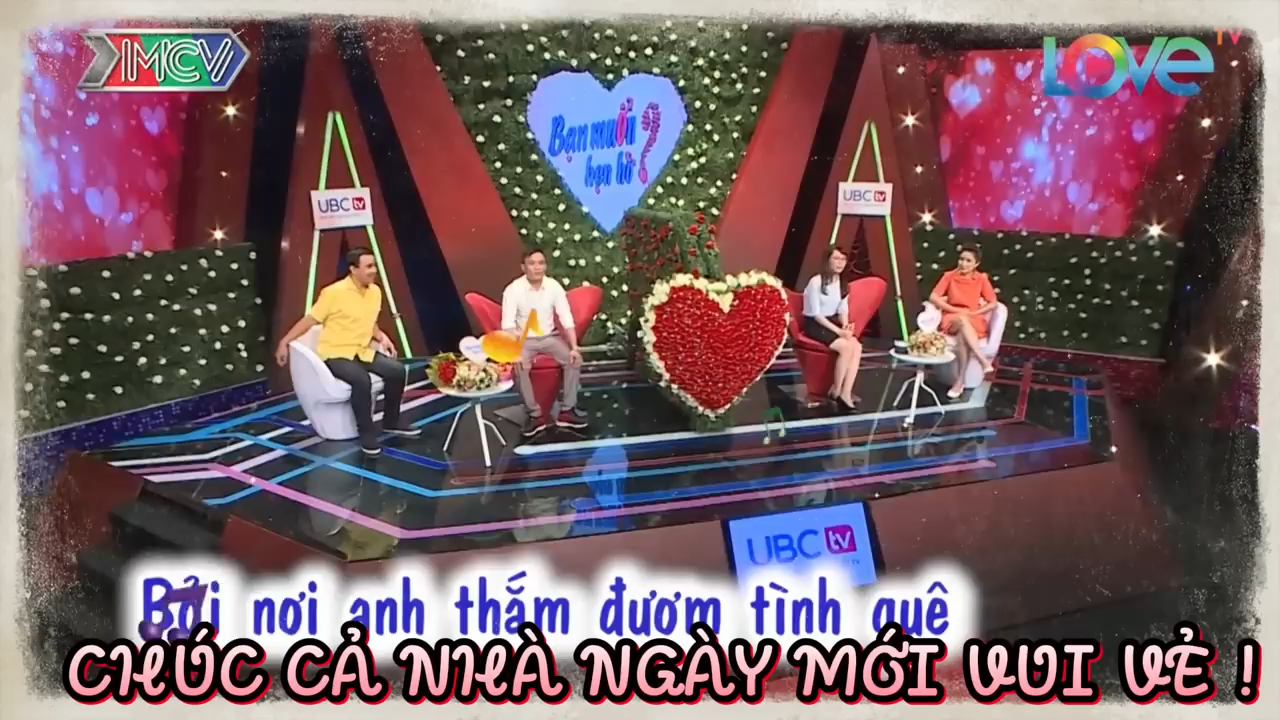 MCV
LOVE TV
Bạn muốn
hẹn hò ?
UBC tv
UBC tv
UBC tv
Bởi nơi anh thắm đượm tình quê
CHÚC CẢ NHÀ NGÀY MỚI VUI VẺ !